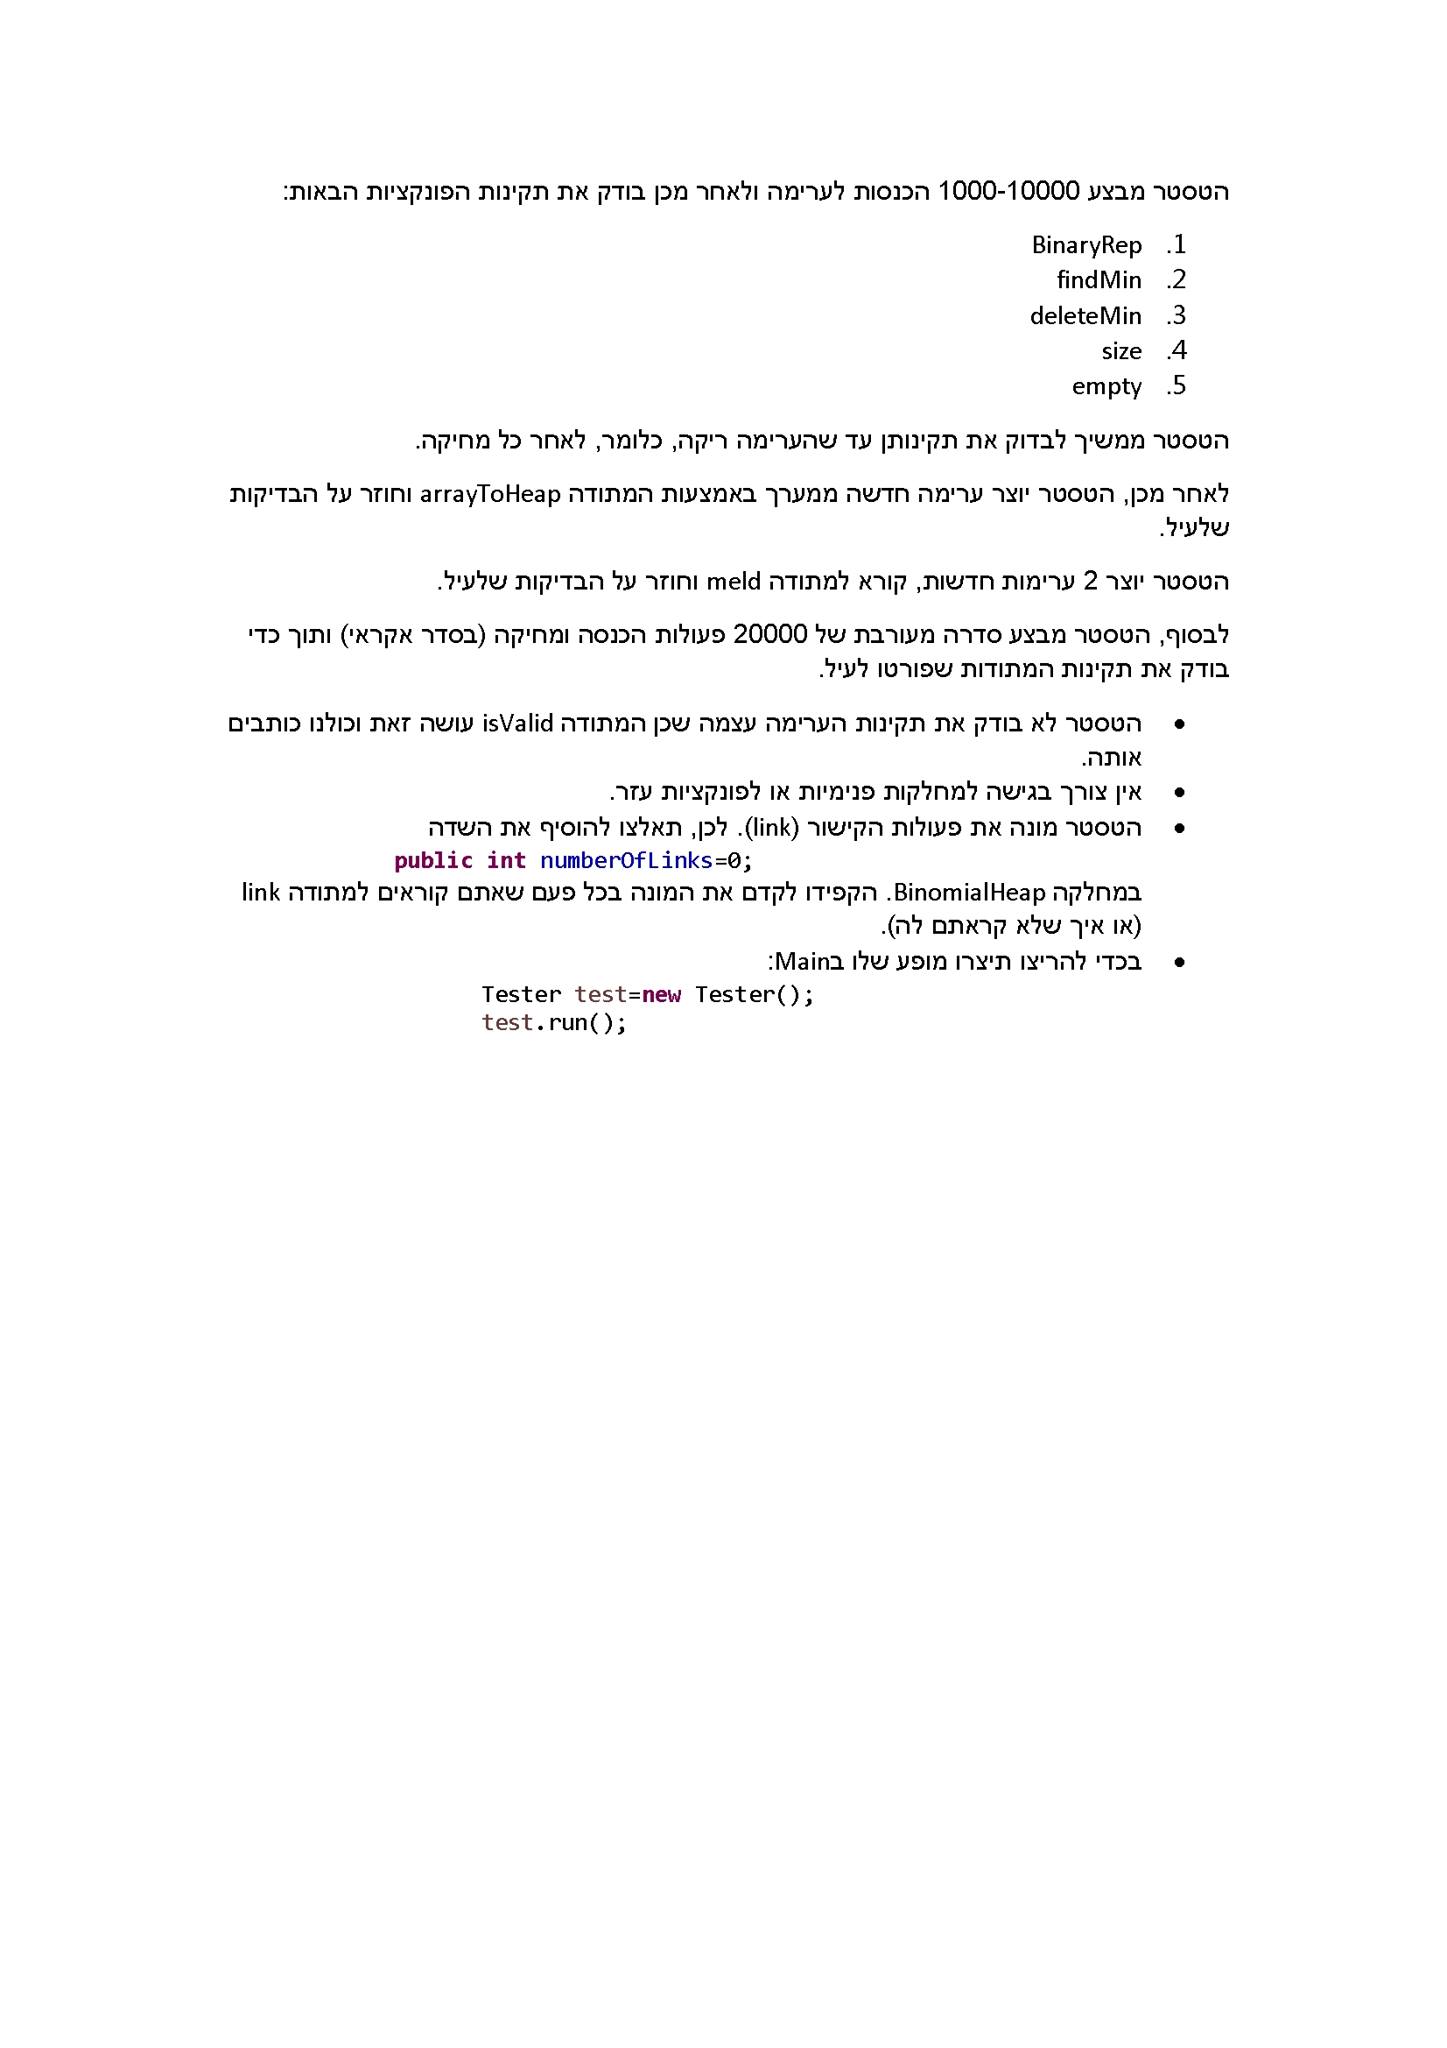 הטסטר מבצע 1000-10000 הכנסות לערימה ולאחר מכן בודק את תקינות הפונקציות הבאות:
1. BinaryRep
2. findMin
3. deleteMin
4. size
5. empty
הטסטר ממשיך לבדוק את תקינותן עד שהערימה ריקה, כלומר, לאחר כל מחיקה.
לאחר מכן, הטסטר יוצר ערימה חדשה ממערך באמצעות המתודה arrayToHeap וחוזר על הבדיקות
שלעיל.
הטסטר יוצר 2 ערימות חדשות, קורא למתודה meld וחוזר על הבדיקות שלעיל.
לבסוף, הטסטר מבצע סדרה מעורבת של 20000 פעולות הכנסה ומחיקה (בסדר אקראי) ותוך כדי
בודק את תקינות המתודות שפורטו לעיל.
• הטסטר לא בודק את תקינות הערימה עצמה שכן המתודה isValid עושה זאת וכולנו כותבים
אותה.
• אין צורך בגישה למחלקות פנימיות או לפונקציות עזר.
• הטסטר מונה את פעולות הקישור (link). לכן, תאלצו להוסיף את השדה
public int numberOfLinks=0;
במחלקה BinomialHeap. הקפידו לקדם את המונה בכל פעם שאתם קוראים למתודה link
(או איך שלא קראתם לה).
• בכדי להריצו תיצרו מופע שלו בMain:
Tester test=new Tester();
test.run();